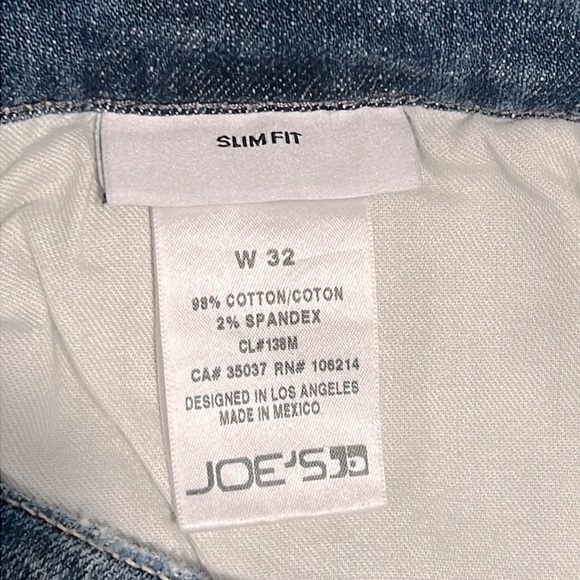 SLIM FIT
W 32
98% COTTON/COTON
2% SPANDEX
CL#138M
CA# 35037 RN# 106214
DESIGNED IN LOS ANGELES
MADE IN MEXICO
JOE'S